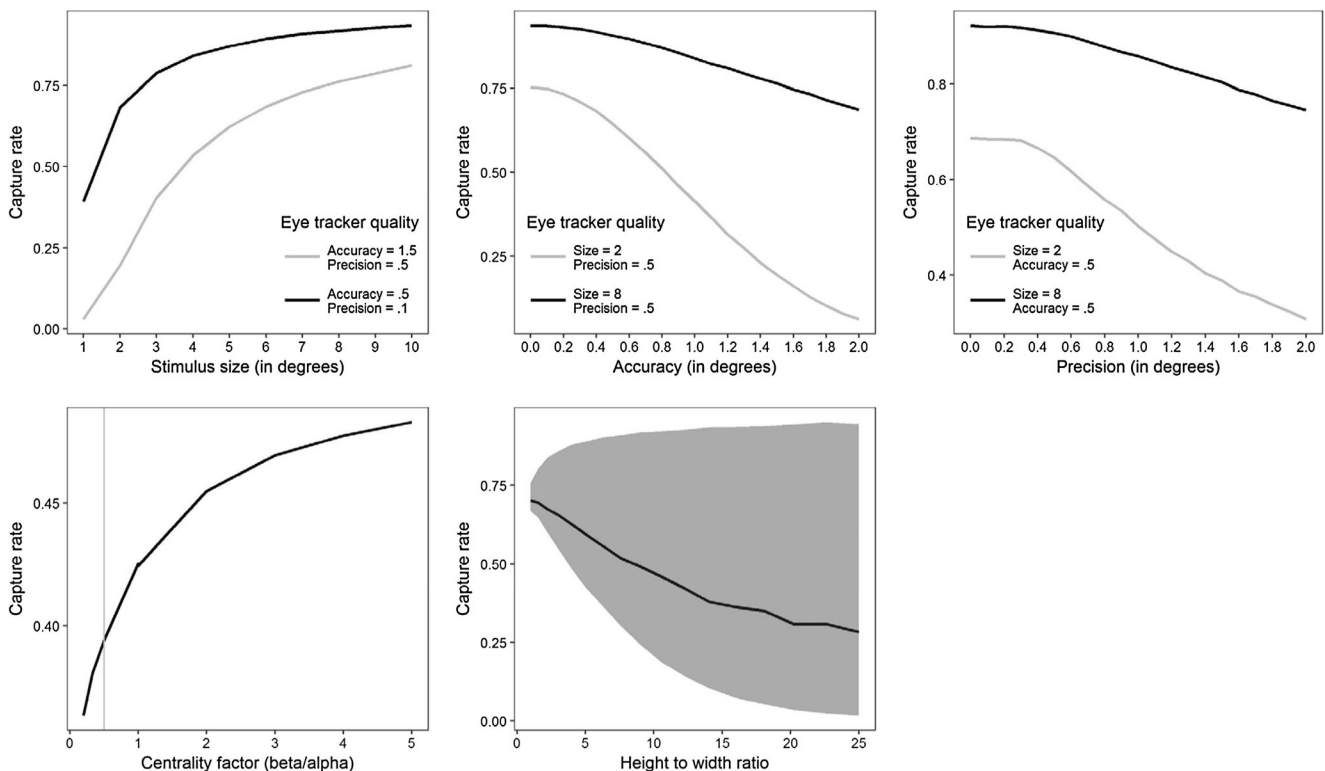 Capture rate
0.75
0.50
0.25
0.00
Eye tracker quality
Accuracy = 1.5
Precision = .5
Accuracy = .5
Precision = .1
1 2 3 4 5 6 7 8 9 10
Stimulus size (in degrees)
Capture rate
0.75
0.50
0.25
Eye tracker quality
Size = 2
Precision = .5
Size = 8
Precision = .5
0.0 0.2 0.4 0.6 0.8 1.0 1.2 1.4 1.6 1.8 2.0
Accuracy (in degrees)
Capture rate
0.8
0.6
0.4
Eye tracker quality
Size = 2
Accuracy = .5
Size = 8
Accuracy = .5
0.0 0.2 0.4 0.6 0.8 1.0 1.2 1.4 1.6 1.8 2.0
Precision (in degrees)
Capture rate
0.45
0.40
0 1 2 3 4 5
Centrality factor (beta/alpha)
Capture rate
0.75
0.50
0.25
0.00
0 5 10 15 20 25
Height to width ratio